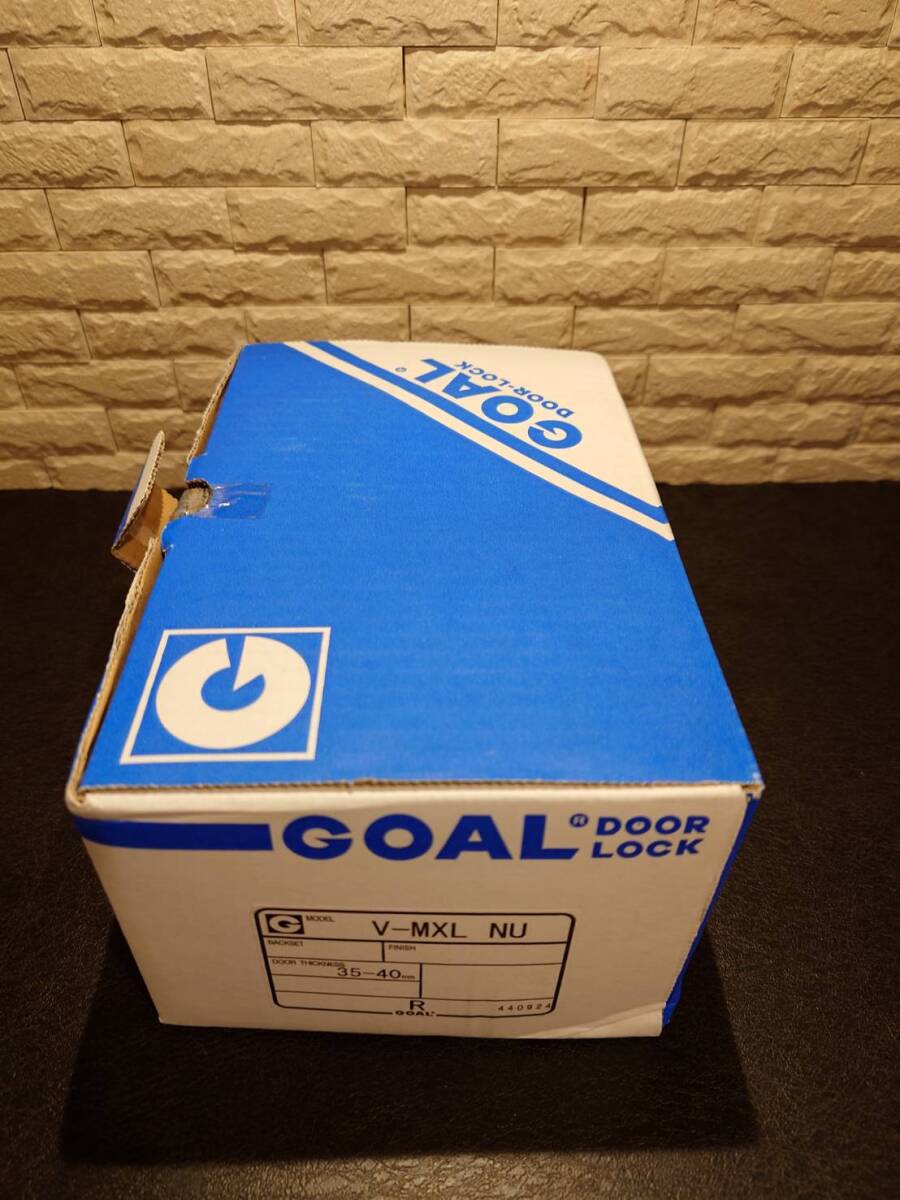 GOAL®
DOOR-LOCK
G
GOAL® DOOR
LOCK
G MODEL V-MXL NU
BACKSET FINISH
DOOR THICKNESS 35-40mm
R 440924
GOAL